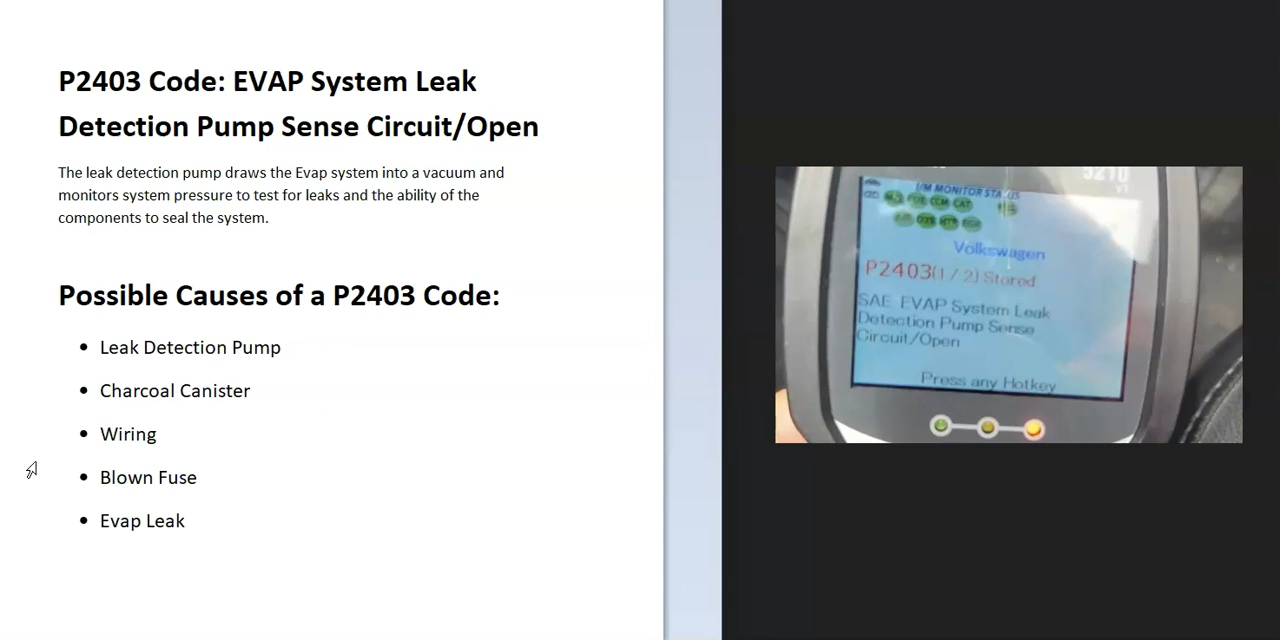 P2403 Code: EVAP System Leak
Detection Pump Sense Circuit/Open
The leak detection pump draws the Evap system into a vacuum and
monitors system pressure to test for leaks and the ability of the
components to seal the system.
Possible Causes of a P2403 Code:
• Leak Detection Pump
• Charcoal Canister
• Wiring
• Blown Fuse
• Evap Leak
5210
I/M MONITOR STATUS
CCM CAT
Volkswagen
P2403(1 / 2) Stored
SAE EVAP System Leak
Detection Pump Sense
Circuit/Open
Press any Hotkey